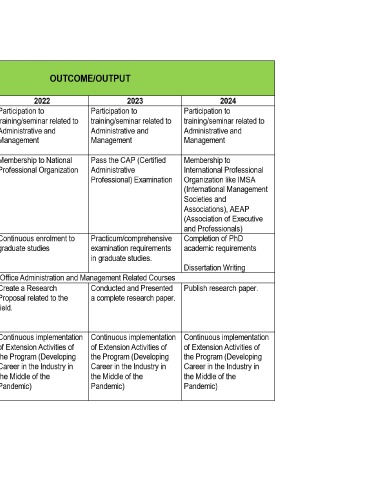 OUTCOME/OUTPUT
2022 2023 2024
Participation to
training/seminar related to
Administrative and
Management
Participation to
training/seminar related to
Administrative and
Management
Participation to
training/seminar related to
Administrative and
Management
Membership to National
Professional Organization
Pass the CAP (Certified
Administrative
Professional) Examination
Membership to
International Professional
Organization like IMSA
(International Management
Societies and
Associations), AEAP
(Association of Executive
and Professionals)
Continuous enrolment to
graduate studies
Practicum/comprehensive
examination requirements
in graduate studies.
Completion of PhD
academic requirements
Dissertation Writing
Office Administration and Management Related Courses
Create a Research
Proposal related to the
field.
Conducted and Presented
a complete research paper.
Publish research paper.
Continuous implementation
of Extension Activities of
the Program (Developing
Career in the Industry in
the Middle of the
Pandemic)
Continuous implementation
of Extension Activities of
the Program (Developing
Career in the Industry in
the Middle of the
Pandemic)
Continuous implementation
of Extension Activities of
the Program (Developing
Career in the Industry in
the Middle of the
Pandemic)